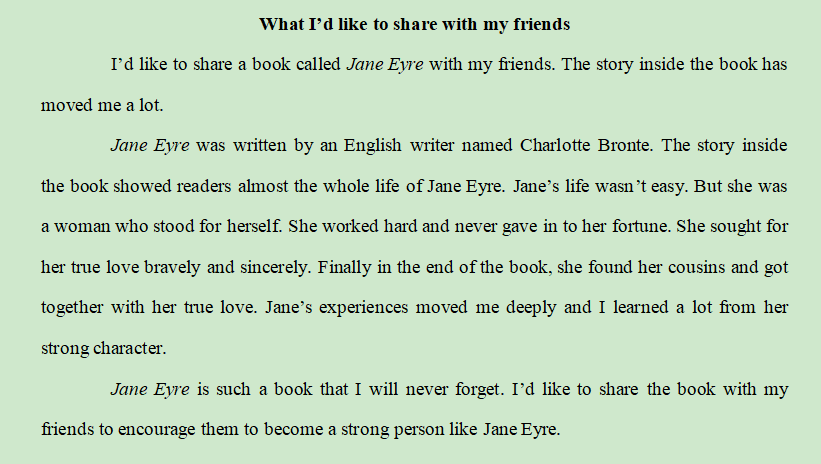 What I’d like to share with my friends
I’d like to share a book called Jane Eyre with my friends. The story inside the book has
moved me a lot.
Jane Eyre was written by an English writer named Charlotte Bronte. The story inside
the book showed readers almost the whole life of Jane Eyre. Jane’s life wasn’t easy. But she was
a woman who stood for herself. She worked hard and never gave in to her fortune. She sought for
her true love bravely and sincerely. Finally in the end of the book, she found her cousins and got
together with her true love. Jane’s experiences moved me deeply and I learned a lot from her
strong character.
Jane Eyre is such a book that I will never forget. I’d like to share the book with my
friends to encourage them to become a strong person like Jane Eyre.